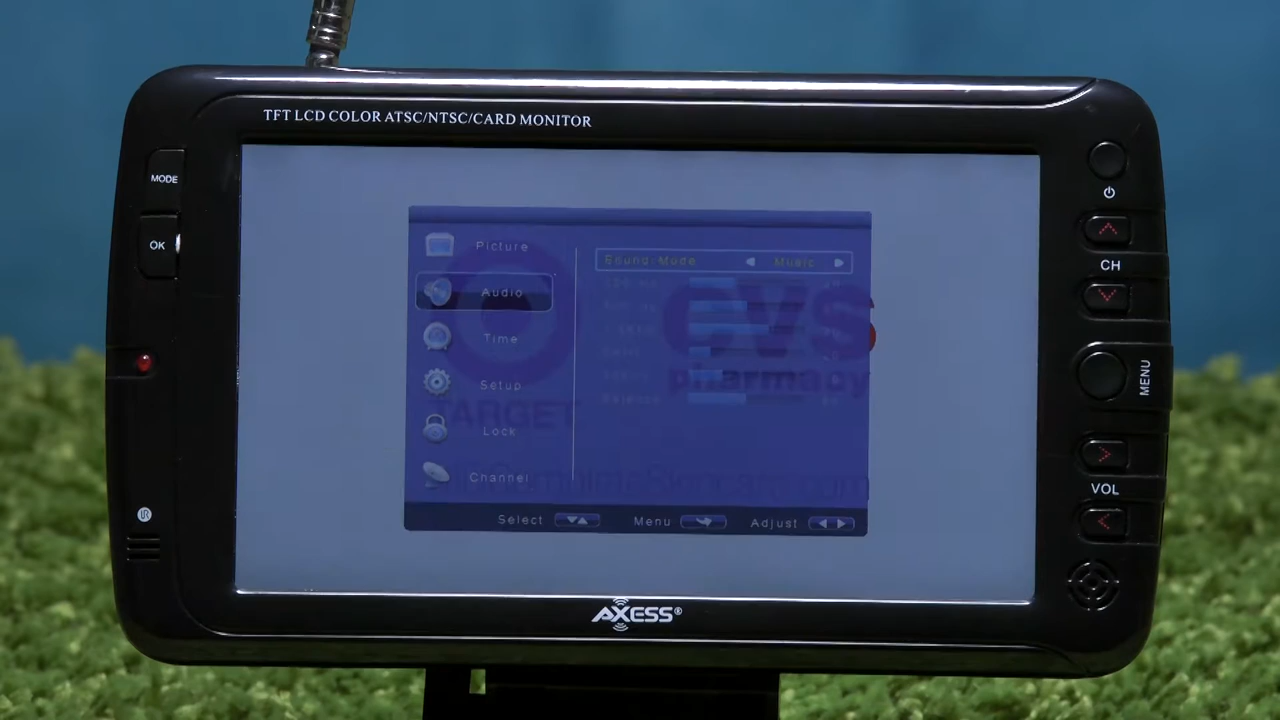 TFT LCD COLOR ATSC/NTSC/CARD MONITOR
MODE
OK
CH
MENU
VOL
Picture
Audio
Time
Setup
Lock
Channel
Sound Mode Music
CVS
pharmacy
TARGET
Select Menu Adjust
AXESS®